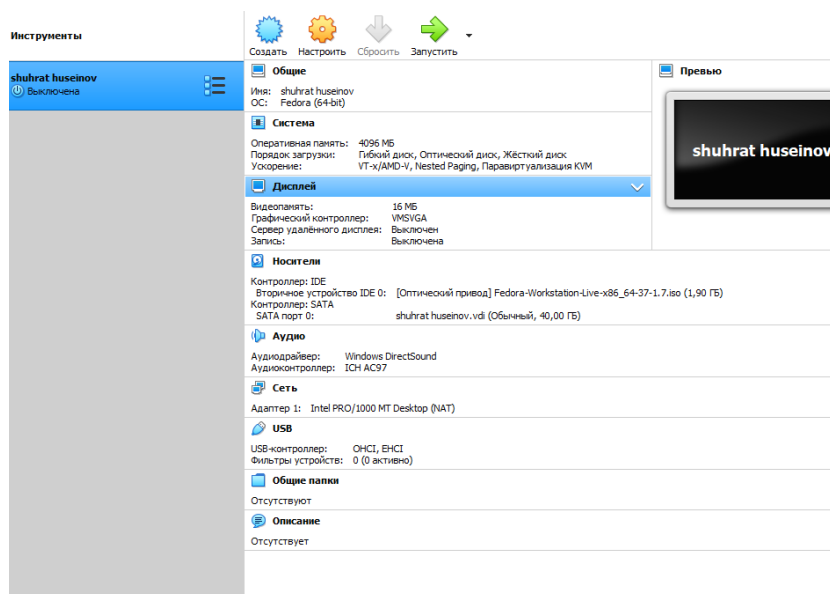 Инструменты
Создать Настроить Сбросить Запустить
shuhrat huseinov
Выключена
Общие
Имя: shuhrat huseinov
ОС: Fedora (64-bit)
Превью
shuhrat huseinov
Система
Оперативная память: 4096 МБ
Порядок загрузки: Гибкий диск, Оптический диск, Жёсткий диск
Ускорение: VT-x/AMD-V, Nested Paging, Паравиртуализация KVM
Дисплей
Видеопамять: 16 МБ
Графический контроллер: VMSVGA
Сервер удалённого дисплея: Выключен
Запись: Выключена
Носители
Контроллер: IDE
Вторичное устройство IDE 0: [Оптический привод] Fedora-Workstation-Live-x86_64-37-1.7.iso (1,90 ГБ)
Контроллер: SATA
SATA порт 0: shuhrat huseinov.vdi (Обычный, 40,00 ГБ)
Аудио
Аудиодрайвер: Windows DirectSound
Аудиоконтроллер: ICH AC97
Сеть
Адаптер 1: Intel PRO/1000 MT Desktop (NAT)
USB
USB-контроллер: OHCI, EHCI
Фильтры устройств: 0 (0 активно)
Общие папки
Отсутствуют
Описание
Отсутствует